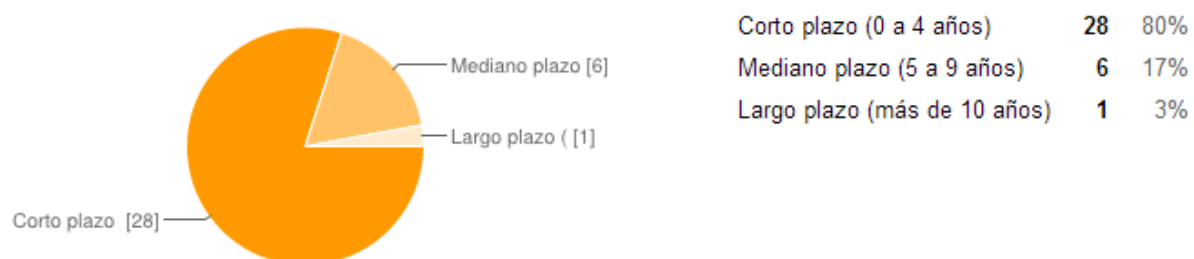 Mediano plazo [6]
Largo plazo ( [1]
Corto plazo  [28]
Corto plazo (0 a 4 años) 28 80%
Mediano plazo (5 a 9 años) 6 17%
Largo plazo (más de 10 años) 1 3%